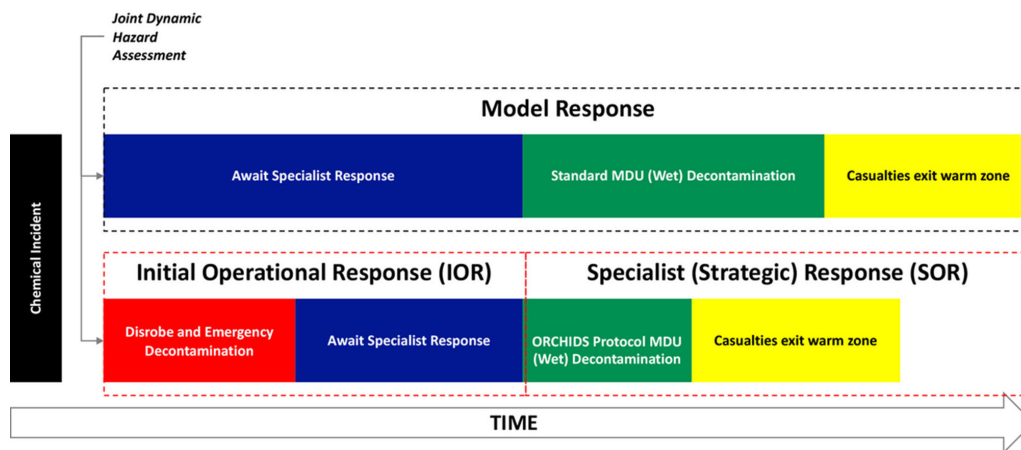 Joint Dynamic
Hazard
Assessment
Chemical Incident
Model Response
Await Specialist Response
Standard MDU (Wet) Decontamination
Casualties exit warm zone
Initial Operational Response (IOR)
Specialist (Strategic) Response (SOR)
Disrobe and Emergency
Decontamination
Await Specialist Response
ORCHIDS Protocol MDU
(Wet) Decontamination
Casualties exit warm zone
TIME